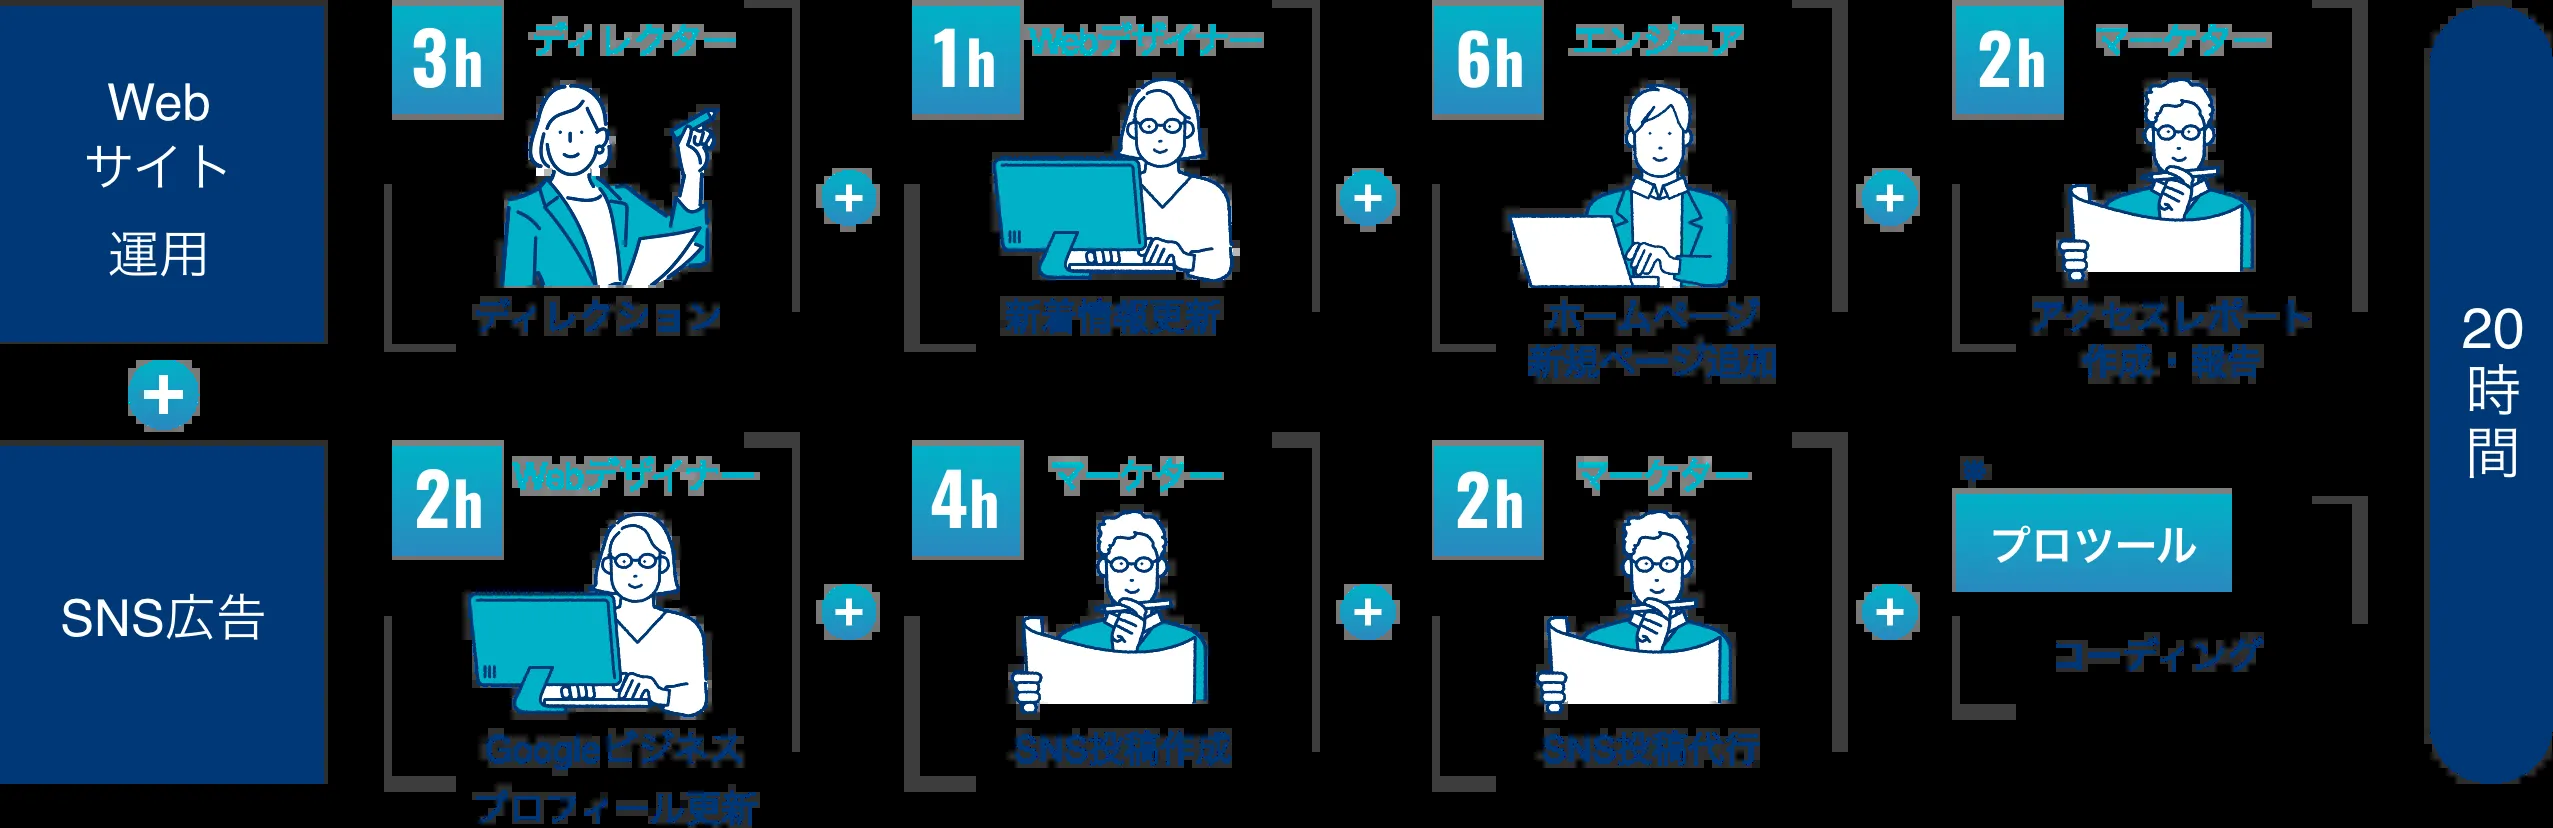 Web
サイト
運用
3h
ディレクター
ディレクション
1h
Webデザイナー
新着情報更新
6h
エンジニア
ホームページ
新規ページ追加
2h
マーケター
アクセスレポート
作成・報告
SNS広告
2h
Webデザイナー
Googleビジネス
プロフィール更新
4h
マーケター
SNS投稿作成
2h
マーケター
SNS投稿代行
プロツール
コーディング
20
時
間